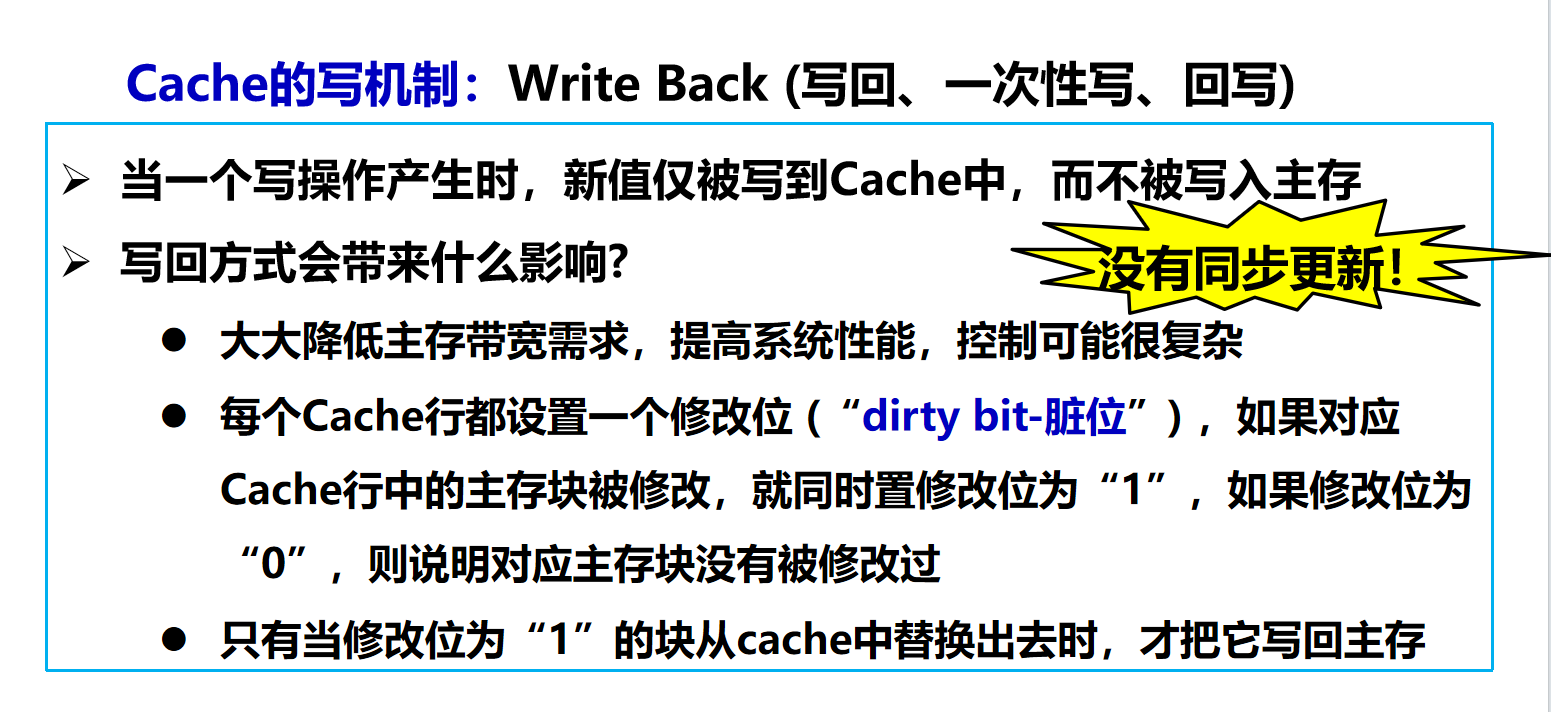 Cache的写机制：Write Back (写回、一次性写、回写)
当一个写操作产生时，新值仅被写到Cache中，而不被写入主存
写回方式会带来什么影响?
没有同步更新！
大大降低主存带宽需求，提高系统性能，控制可能很复杂
每个Cache行都设置一个修改位（“dirty bit-脏位”），如果对应
Cache行中的主存块被修改，就同时置修改位为“1”，如果修改位为
“0”，则说明对应主存块没有被修改过
只有当修改位为“1”的块从cache中替换出去时，才把它写回主存